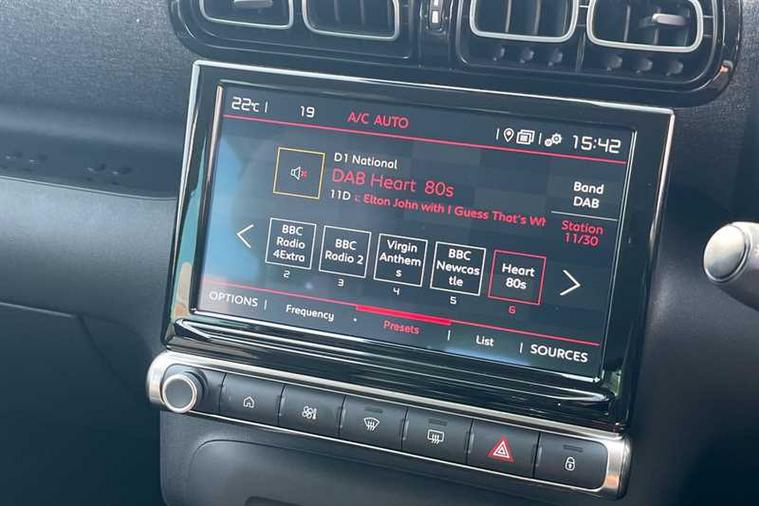 22°C 19 A/C AUTO 15:42
D1 National
DAB Heart 80s
11D : Elton John with I Guess That's Wh
Band
DAB
Station
11/30
BBC
Radio
4Extra
2
BBC
Radio 2
3
Virgin
Anthem
s
4
BBC
Newcas
tle
5
Heart
80s
6
OPTIONS
Frequency
Presets
List
SOURCES